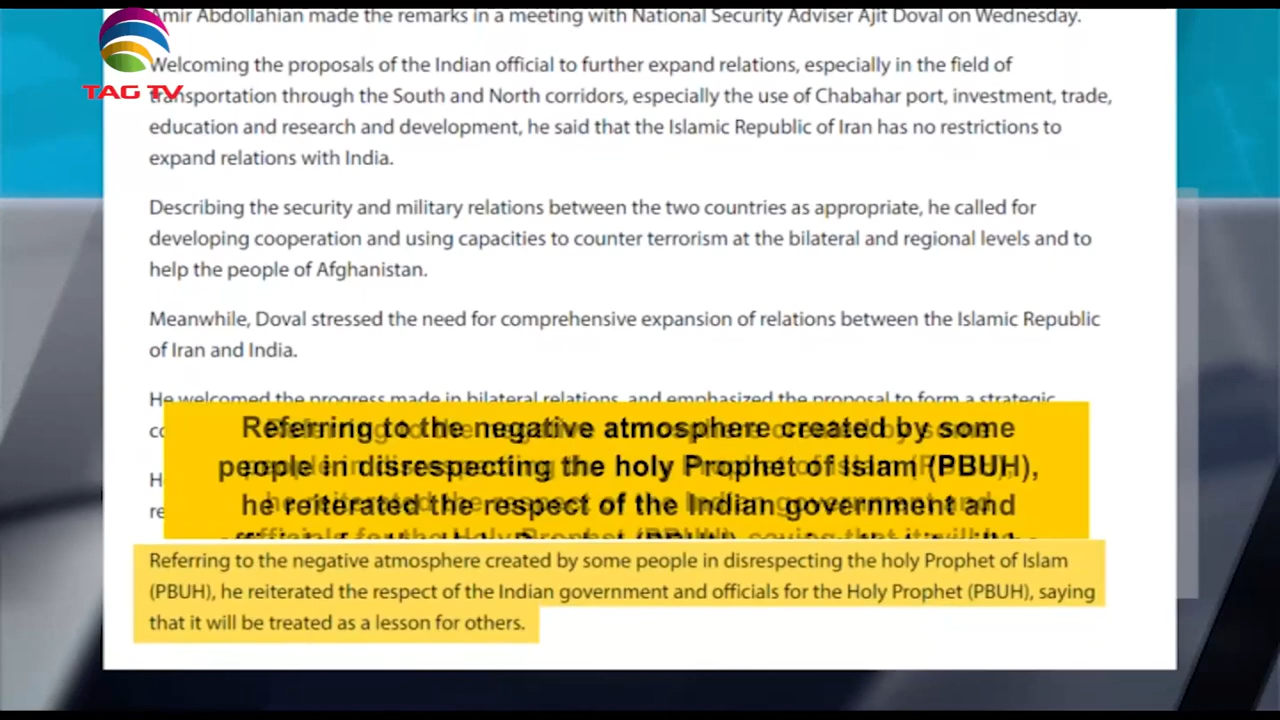 Amir Abdollahian made the remarks in a meeting with National Security Adviser Ajit Doval on Wednesday.
TAG TV
Welcoming the proposals of the Indian official to further expand relations, especially in the field of
transportation through the South and North corridors, especially the use of Chabahar port, investment, trade,
education and research and development, he said that the Islamic Republic of Iran has no restrictions to
expand relations with India.
Describing the security and military relations between the two countries as appropriate, he called for
developing cooperation and using capacities to counter terrorism at the bilateral and regional levels and to
help the people of Afghanistan.
Meanwhile, Doval stressed the need for comprehensive expansion of relations between the Islamic Republic
of Iran and India.
He welcomed the progress made in bilateral relations, and emphasized the proposal to form a strategic
Referring to the negative atmosphere created by some
people in disrespecting the holy Prophet of Islam (PBUH),
he reiterated the respect of the Indian government and
Referring to the negative atmosphere created by some people in disrespecting the holy Prophet of Islam
(PBUH), he reiterated the respect of the Indian government and officials for the Holy Prophet (PBUH), saying
that it will be treated as a lesson for others.